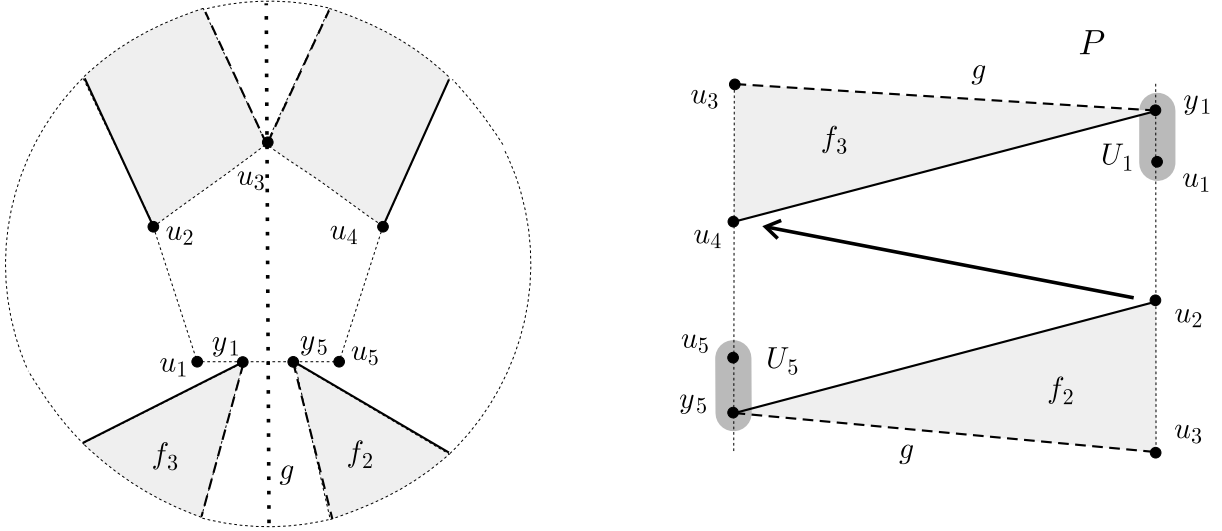 u₃
u₂
u₄
u₁
y₁
y₅
u₅
f₃
f₂
g
P
g
u₃
y₁
f₃
U₁
u₁
u₄
u₂
u₅
U₅
y₅
f₂
u₃
g